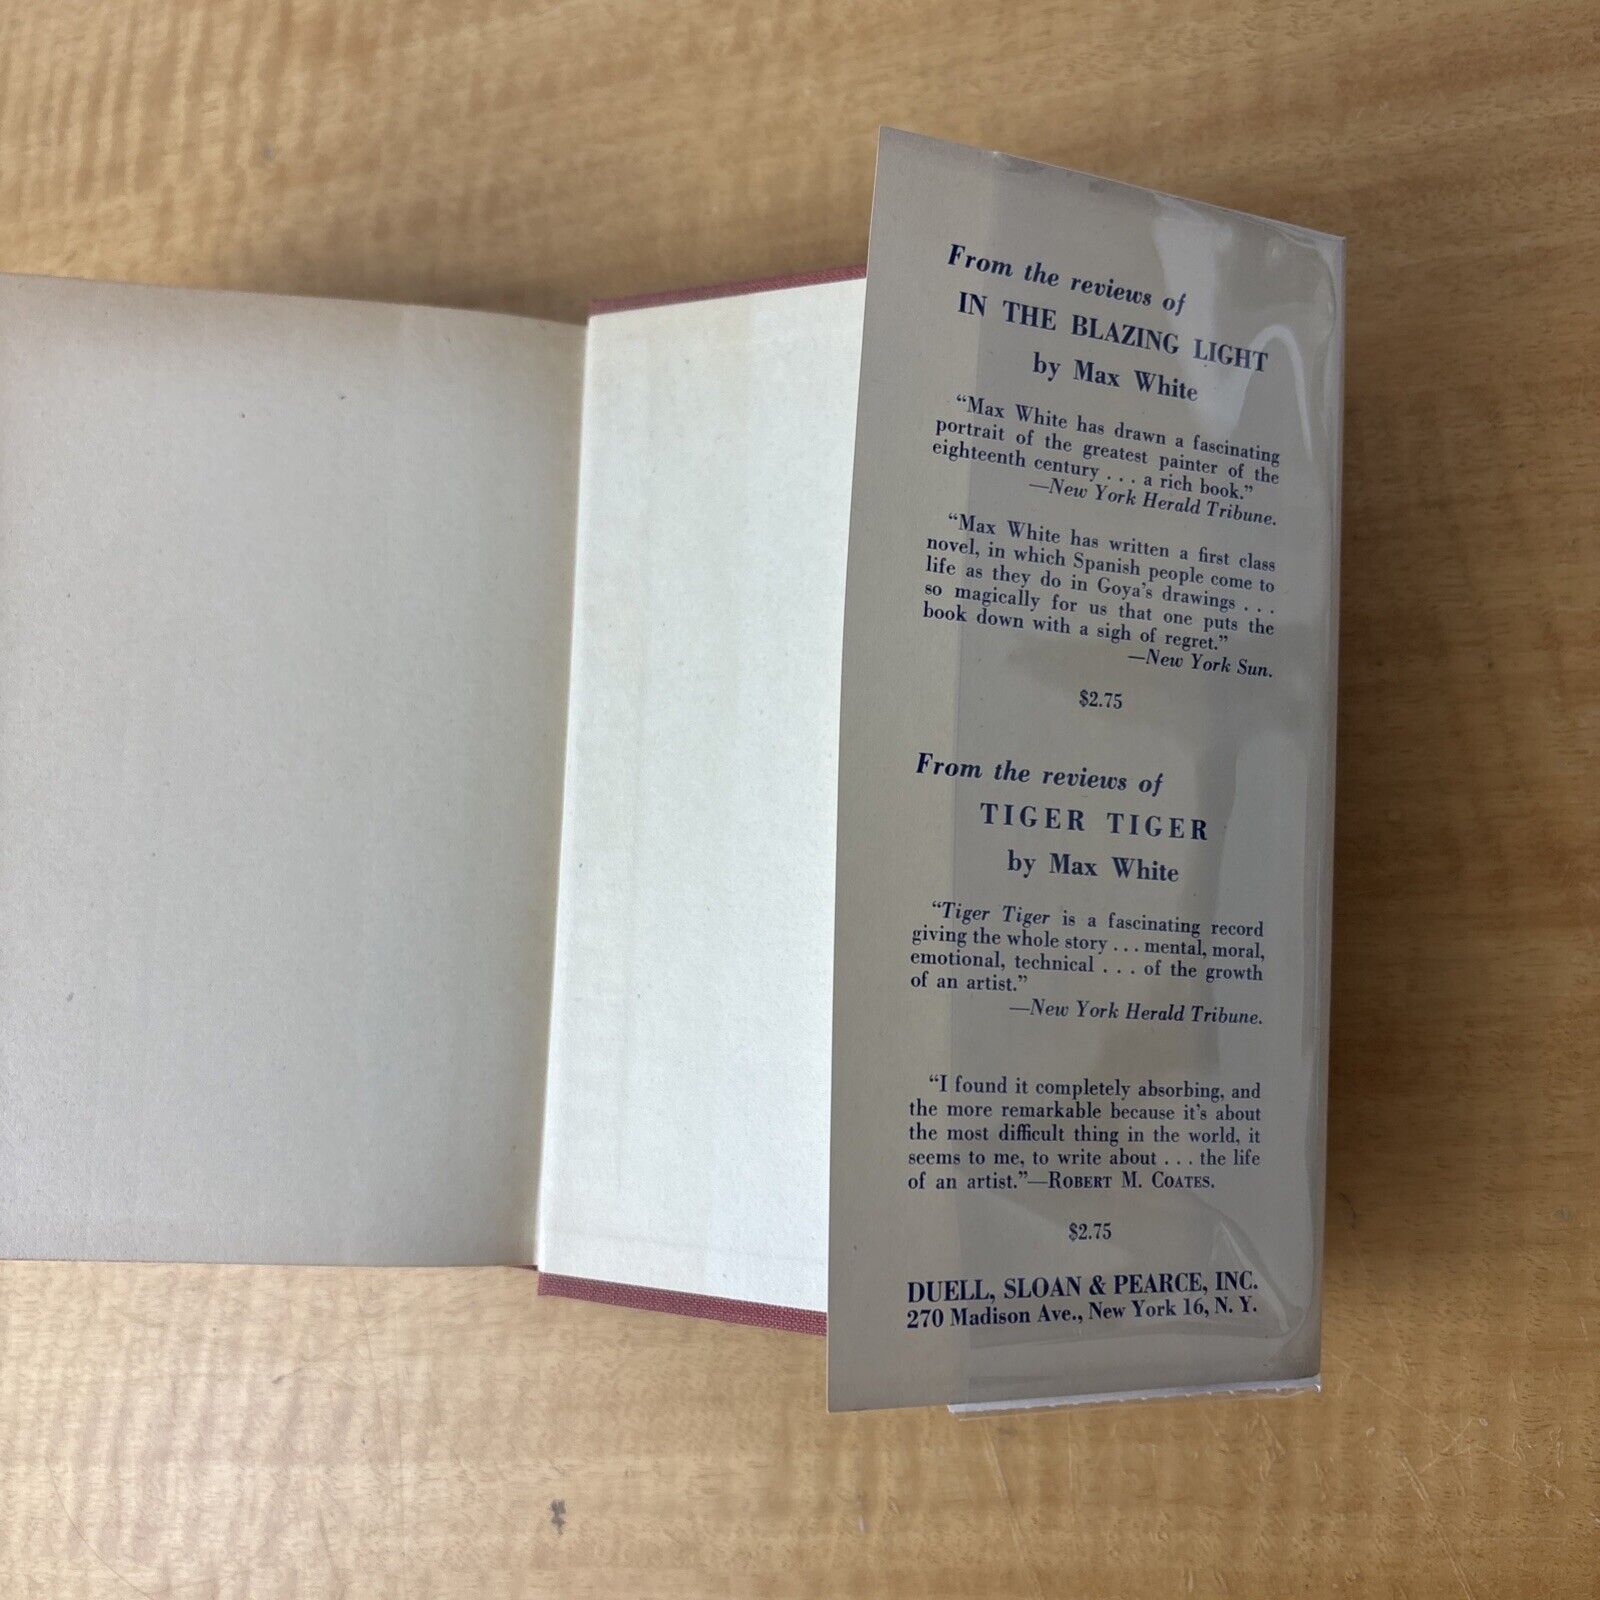 From the reviews of
IN THE BLAZING LIGHT
by Max White
“Max White has drawn a fascinating
portrait of the greatest painter of the
eighteenth century . . . a rich book.”
—New York Herald Tribune.
“Max White has written a first class
novel, in which Spanish people come to
life as they do in Goya's drawings . . .
so magically for us that one puts the
book down with a sigh of regret.”
—New York Sun.
$2.75
From the reviews of
TIGER TIGER
by Max White
“Tiger Tiger is a fascinating record
giving the whole story . . . mental, moral,
emotional, technical . . . of the growth
of an artist.”
—New York Herald Tribune.
“I found it completely absorbing, and
the more remarkable because it's about
the most difficult thing in the world, it
seems to me, to write about . . . the life
of an artist.”—ROBERT M. COATES.
$2.75
DUELL, SLOAN & PEARCE, INC.
270 Madison Ave., New York 16, N. Y.